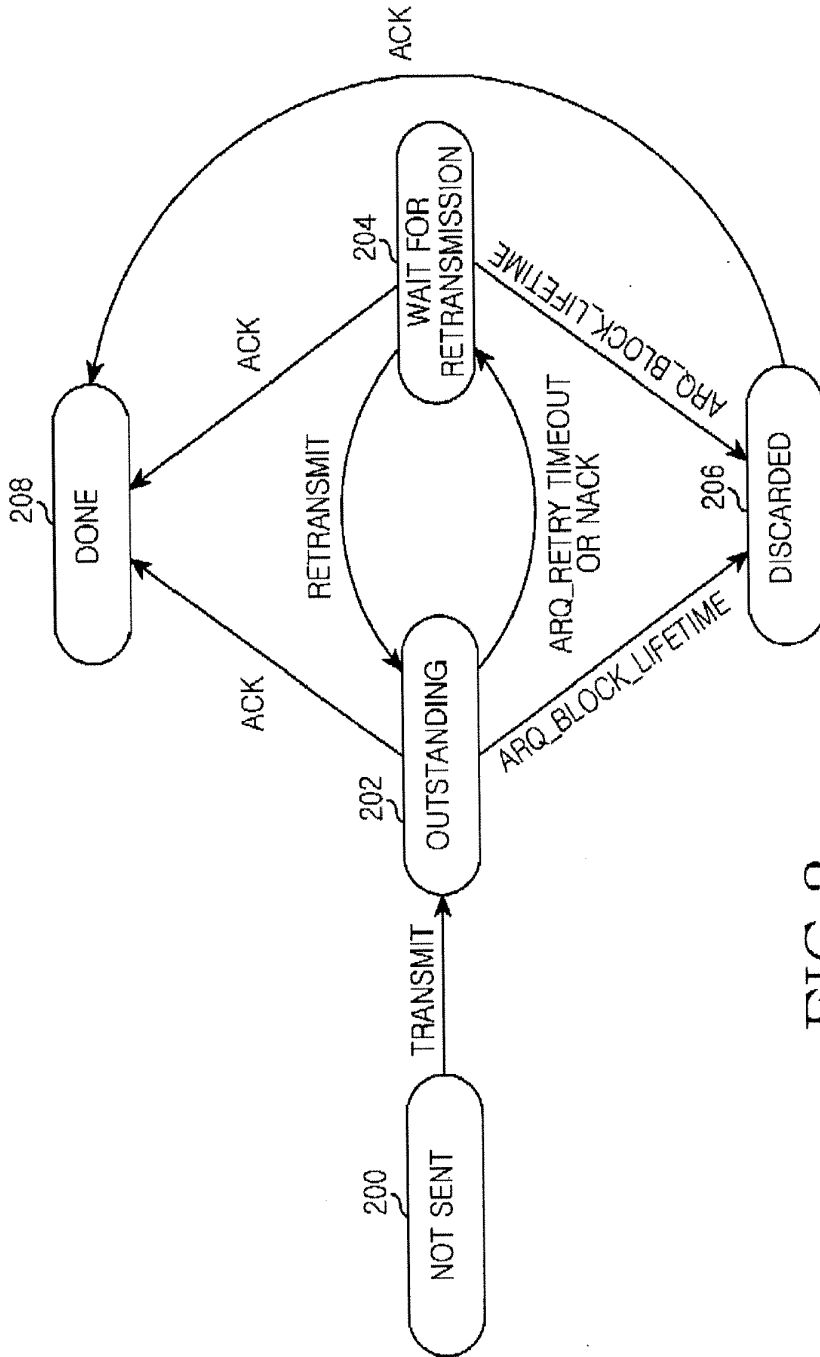 208
DONE
ACK
ACK
ACK
204
WAIT FOR
RETRANSMISSION
RETRANSMIT
202
OUTSTANDING
ARQ_RETRY TIMEOUT
OR NACK
200
NOT SENT
TRANSMIT
ARQ_BLOCK_LIFETIME
ARQ_BLOCK_LIFETIME
206
DISCARDED
FIG.2